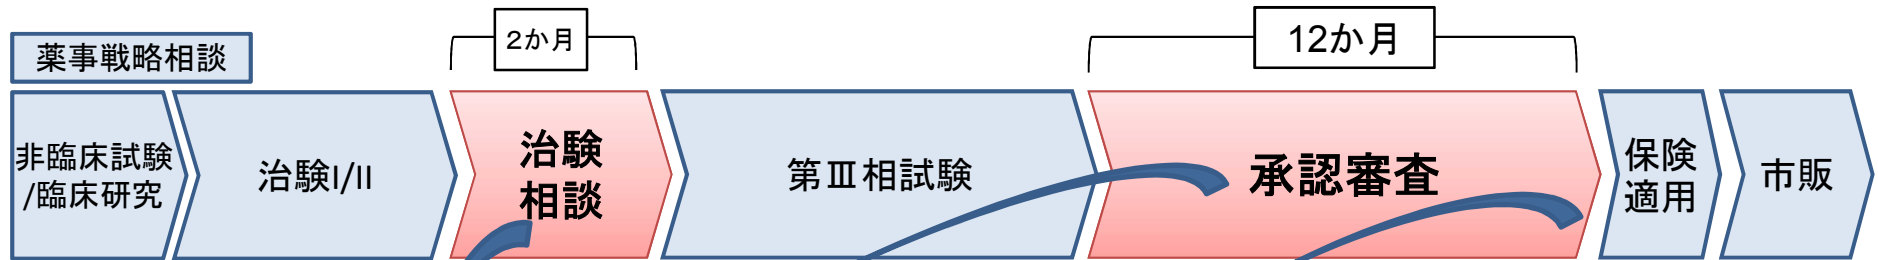 薬事戦略相談
2か月
12か月
非臨床試験
/臨床研究
治験I/II
治験
相談
第Ⅲ相試験
承認審査
保険
適用
市販